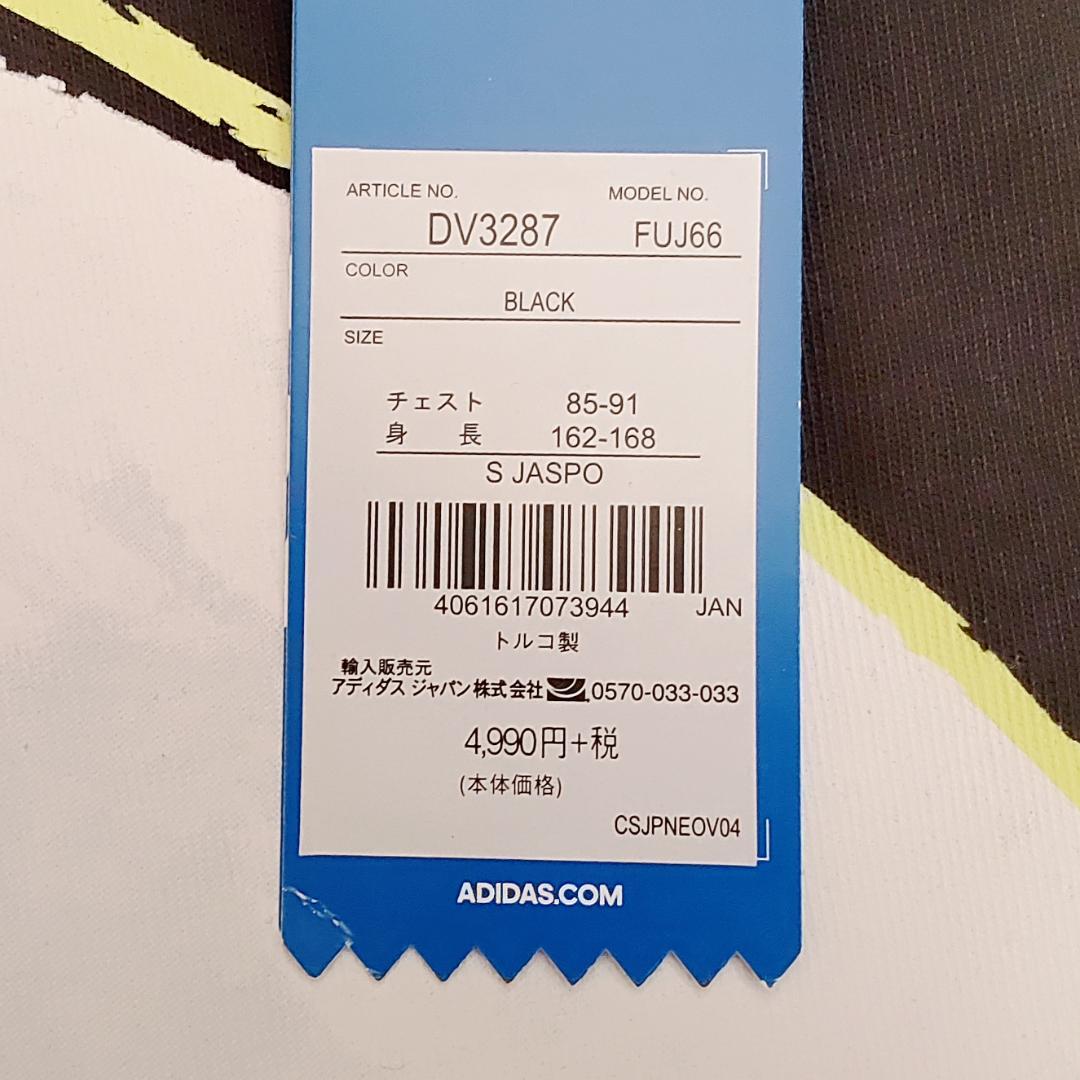 ARTICLE NO. MODEL NO.
DV3287 FUJ66
COLOR
BLACK
SIZE
チェスト 85-91
身 長 162-168
S JASPO
4061617073944 JAN
トルコ製
輸入販売元
アディダス ジャパン株式会社 0570-033-033
4,990円+税
(本体価格)
CSJPNEOV04
ADIDAS.COM